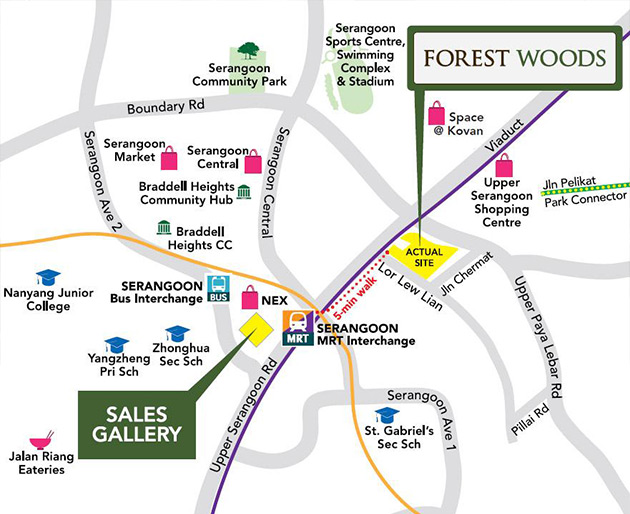 Serangoon
Sports Centre,
Swimming
Complex
& Stadium
FOREST WOODS
Serangoon
Community Park
Boundary Rd
Space
@ Kovan
Viaduct
Serangoon Ave 2
Serangoon
Market
Serangoon
Central
Serangoon Central
Braddell Heights
Community Hub
Upper
Serangoon
Shopping
Centre
Jln Pelikat
Park Connector
Braddell
Heights CC
ACTUAL
SITE
Lor Lew Lian
Jln Chermat
5-min walk
Upper Paya Lebar Rd
Nanyang Junior
College
SERANGOON
Bus Interchange
BUS
NEX
MRT
SERANGOON
MRT Interchange
Yangzheng
Pri Sch
Zhonghua
Sec Sch
SALES
GALLERY
Upper Serangoon Rd
Serangoon Ave 1
St. Gabriel's
Sec Sch
Pillai Rd
Jalan Riang
Eateries